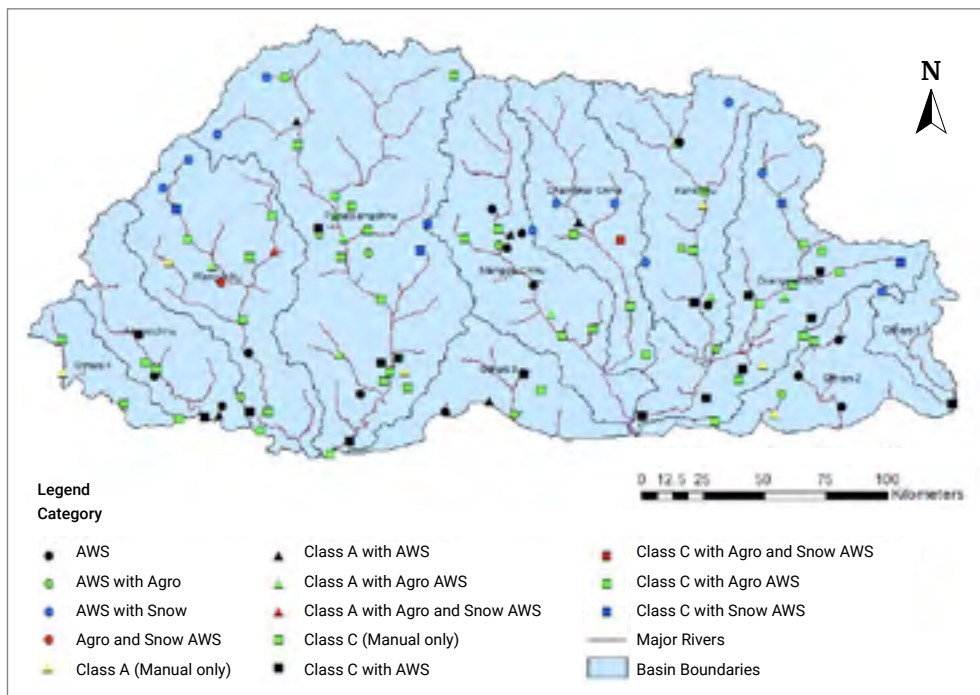 N
Legend
Category
AWS
AWS with Agro
AWS with Snow
Agro and Snow AWS
Class A (Manual only)
Class A with AWS
Class A with Agro AWS
Class A with Agro and Snow AWS
Class C (Manual only)
Class C with AWS
Class C with Agro and Snow AWS
Class C with Agro AWS
Class C with Snow AWS
Major Rivers
Basin Boundaries
0 12.5 25 50 75 100
Kilometers